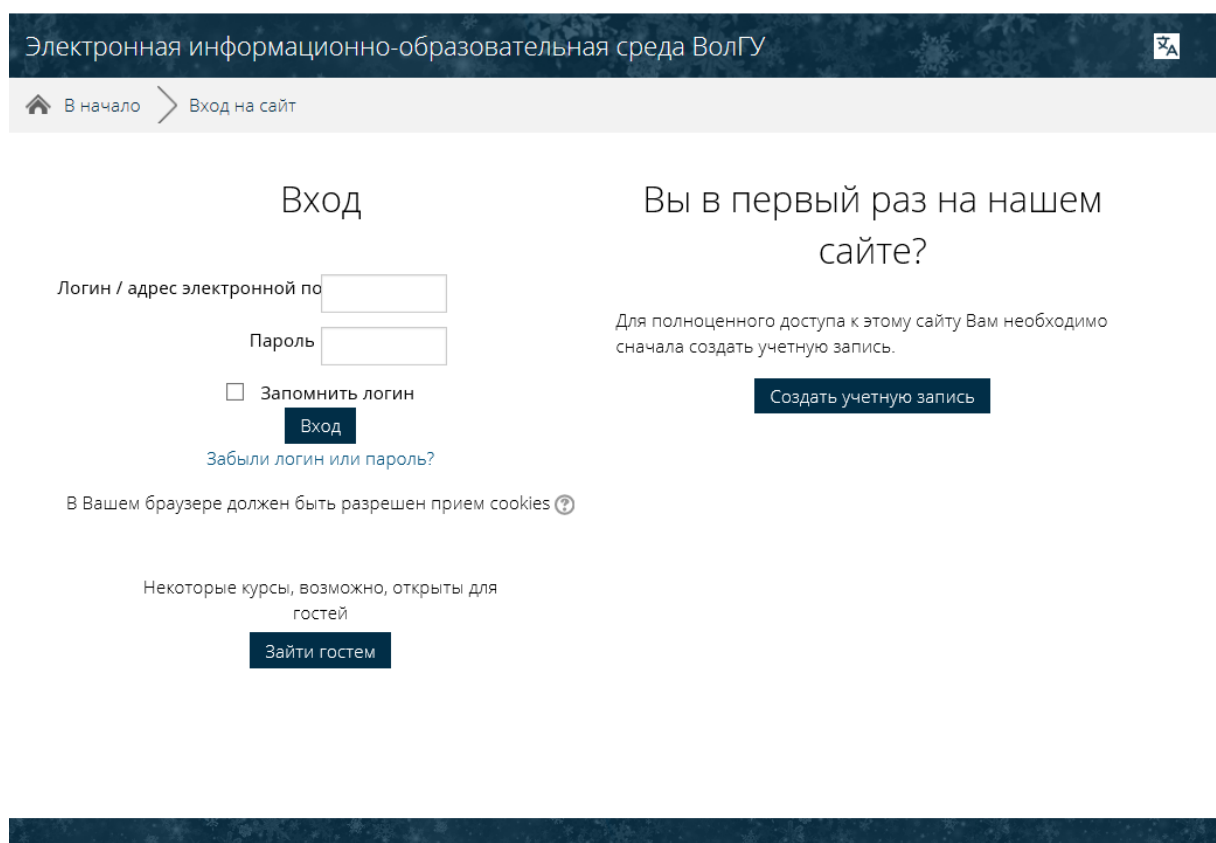 Электронная информационно-образовательная среда ВолГУ
В начало
Вход на сайт
Вход
Логин / адрес электронной по
Пароль
Запомнить логин
Вход
Забыли логин или пароль?
В Вашем браузере должен быть разрешен прием cookies
Некоторые курсы, возможно, открыты для
гостей
Зайти гостем
Вы в первый раз на нашем
сайте?
Для полноценного доступа к этому сайту Вам необходимо
сначала создать учетную запись.
Создать учетную запись